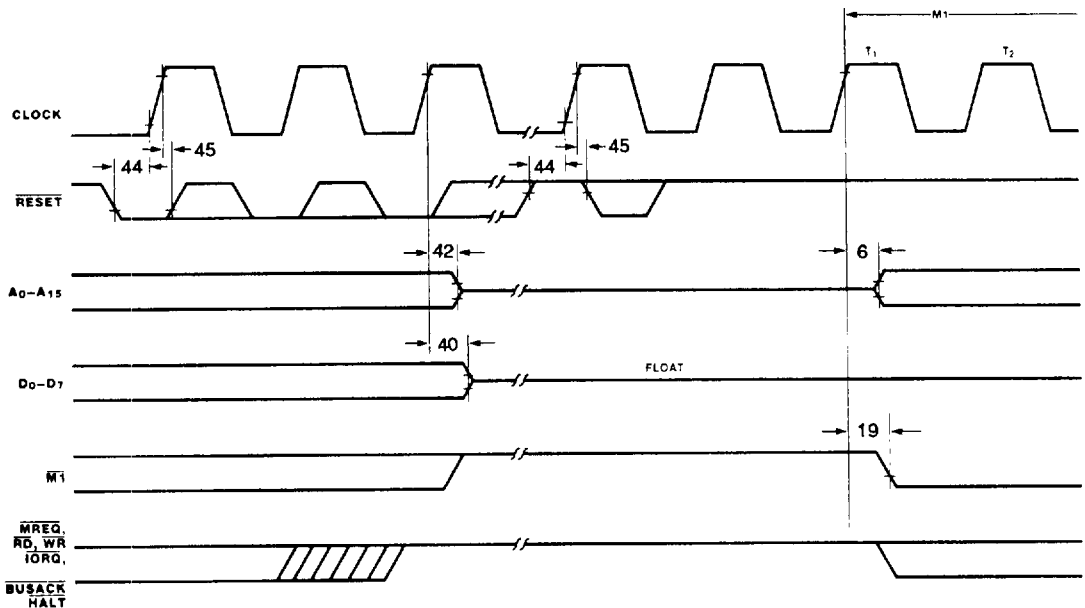 M1
T1
T2
CLOCK
44
45
44
45
RESET
42
6
A0–A15
40
D0–D7
FLOAT
19
M1
MREQ,
RD, WR
IORQ,
BUSACK
HALT